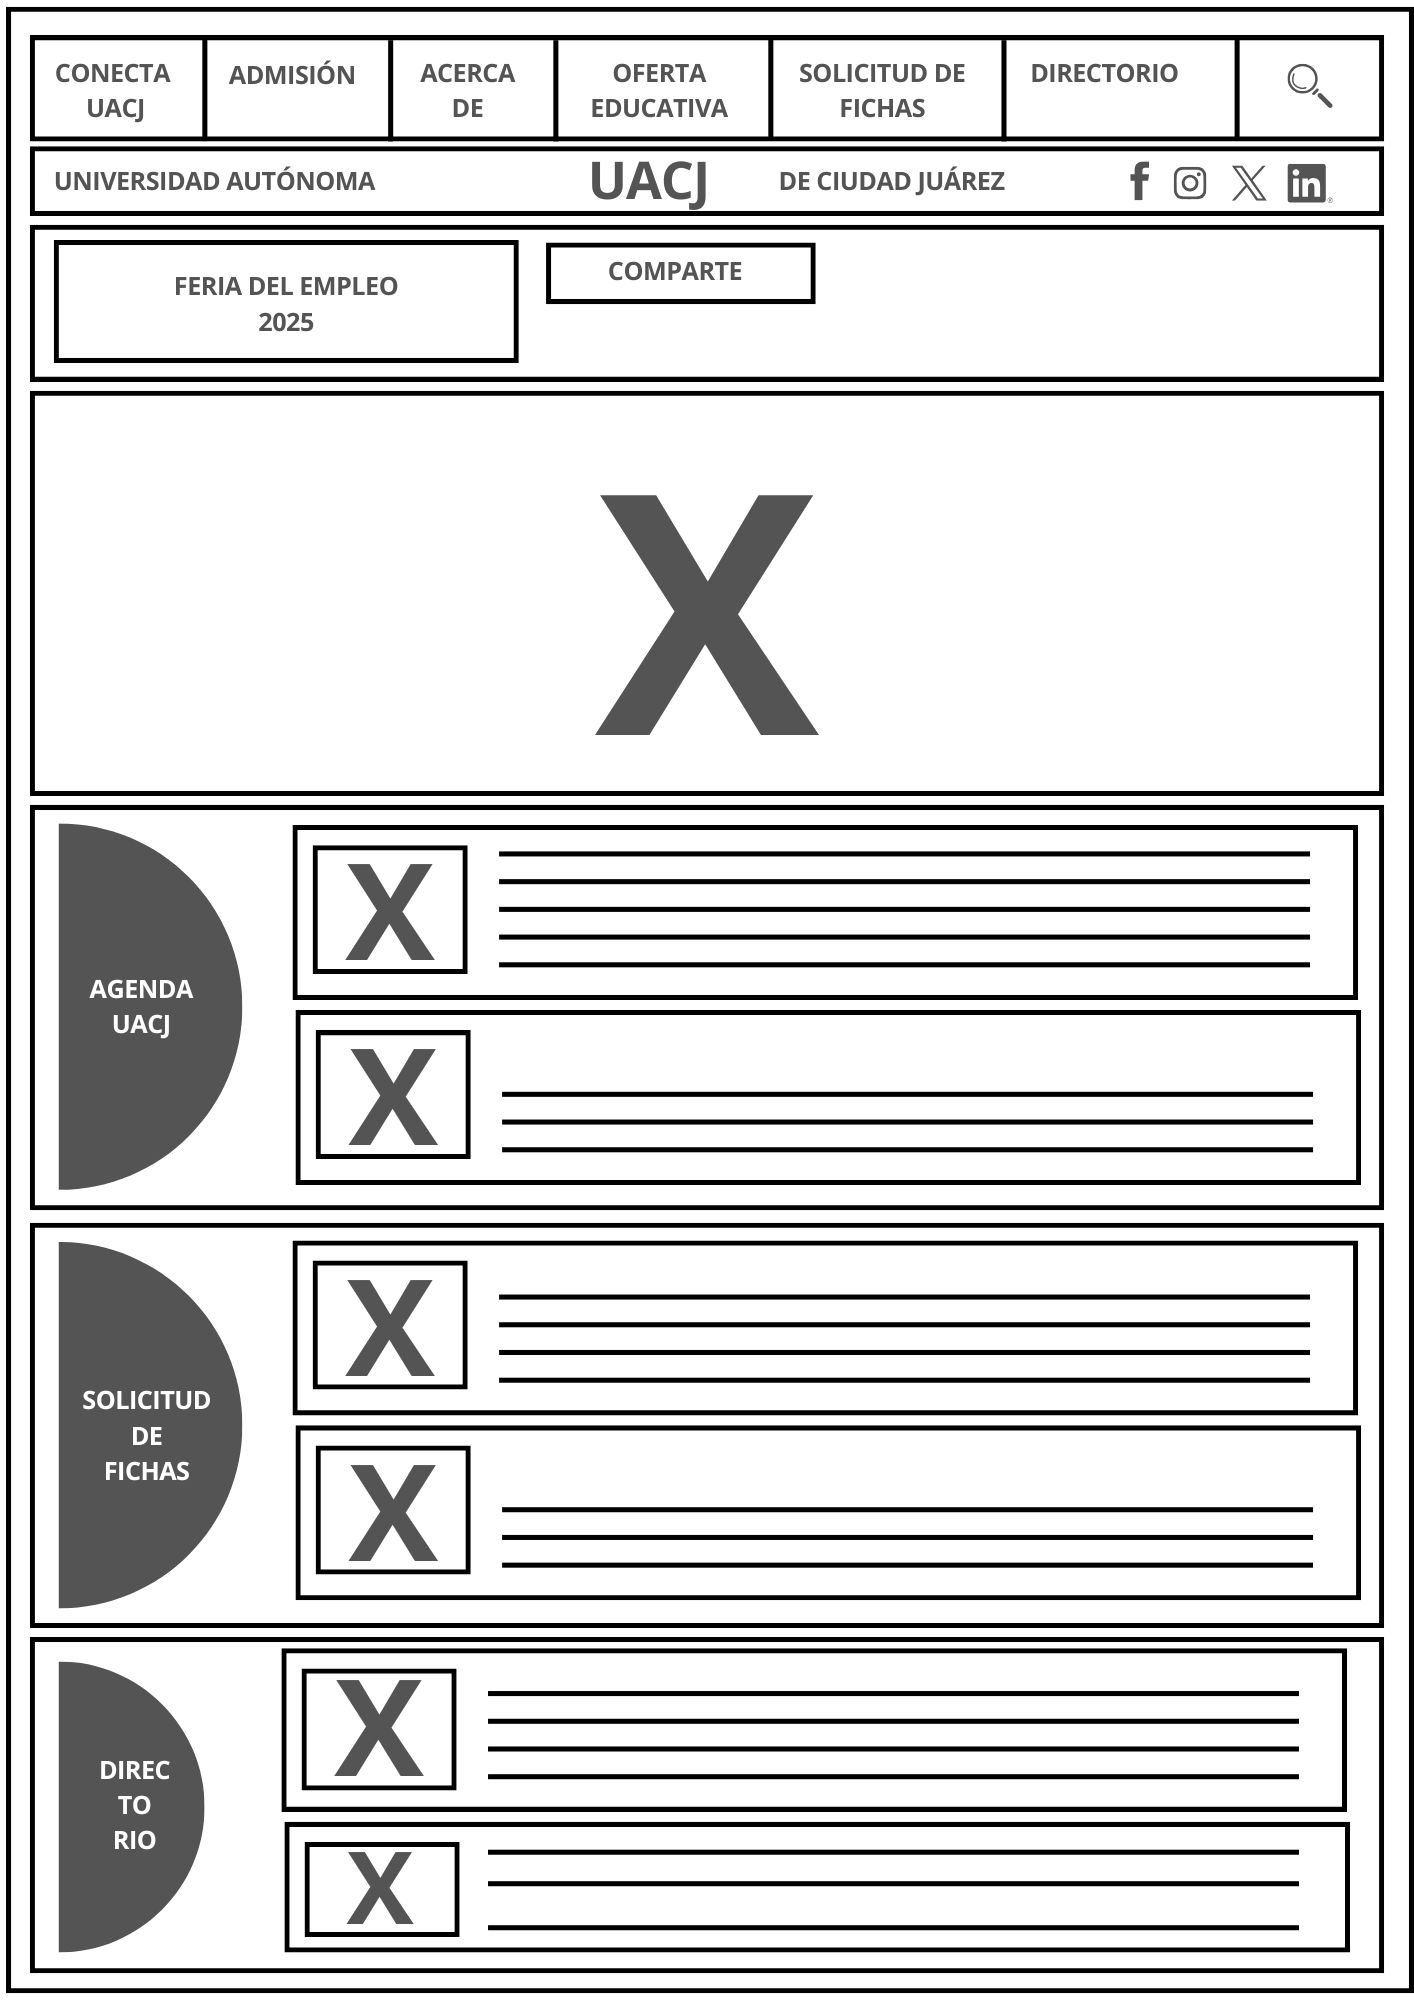 CONECTA
UACJ
ADMISIÓN
ACERCA
DE
OFERTA
EDUCATIVA
SOLICITUD DE
FICHAS
DIRECTORIO
UNIVERSIDAD AUTÓNOMA
UACJ
DE CIUDAD JUÁREZ
f
X
in
FERIA DEL EMPLEO
2025
COMPARTE
X
AGENDA
UACJ
X
X
SOLICITUD
DE
FICHAS
X
X
DIREC
TO
RIO
X
X